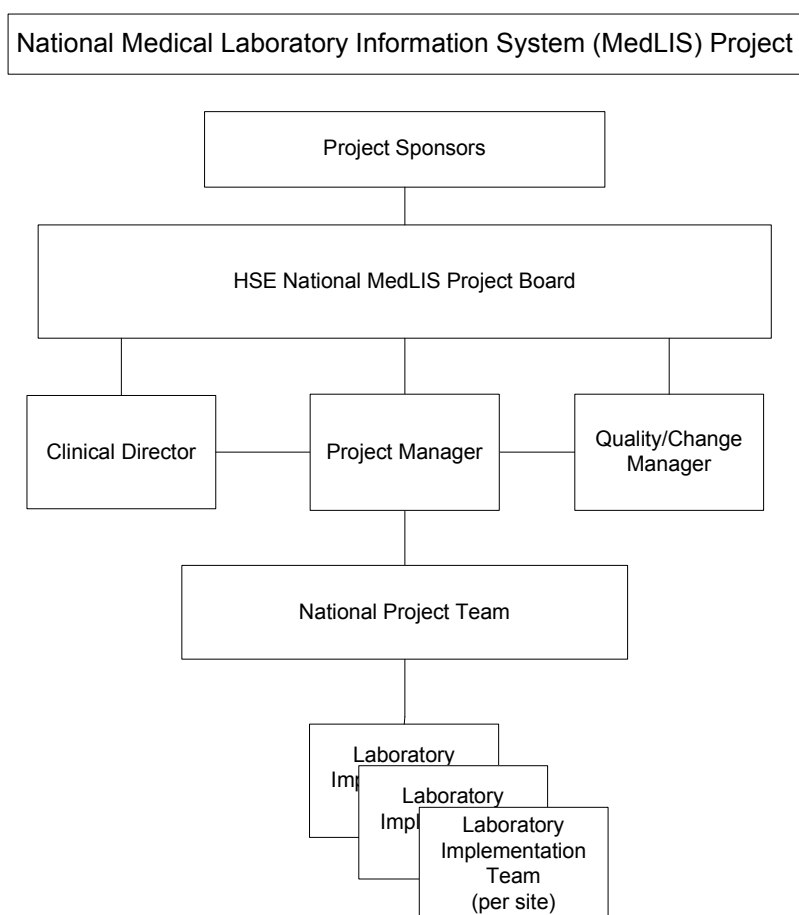 National Medical Laboratory Information System (MedLIS) Project
Project Sponsors
HSE National MedLIS Project Board
Clinical Director
Project Manager
Quality/Change
Manager
National Project Team
Laboratory
Laboratory
Laboratory
Implementation
Team
(per site)